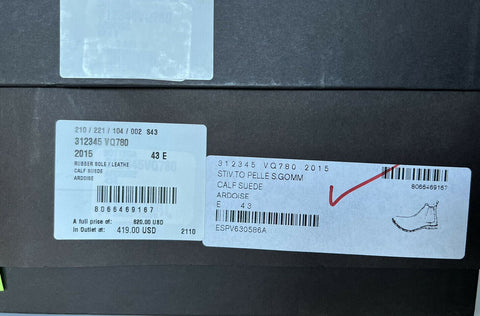 210 / 221 / 104 / 002 S43
312345 VQ780
2015 43 E
RUBBER SOLE / LEATHE
CALF SUEDE
ARDOISE
8066469167
A full price of: 620.00 USD
In Outlet at: 419.00 USD 2110
312345 VQ780 2015
STIV.TO PELLE S.GOMM
CALF SUEDE
ARDOISE
E 43
ESPV630586A
8066469167